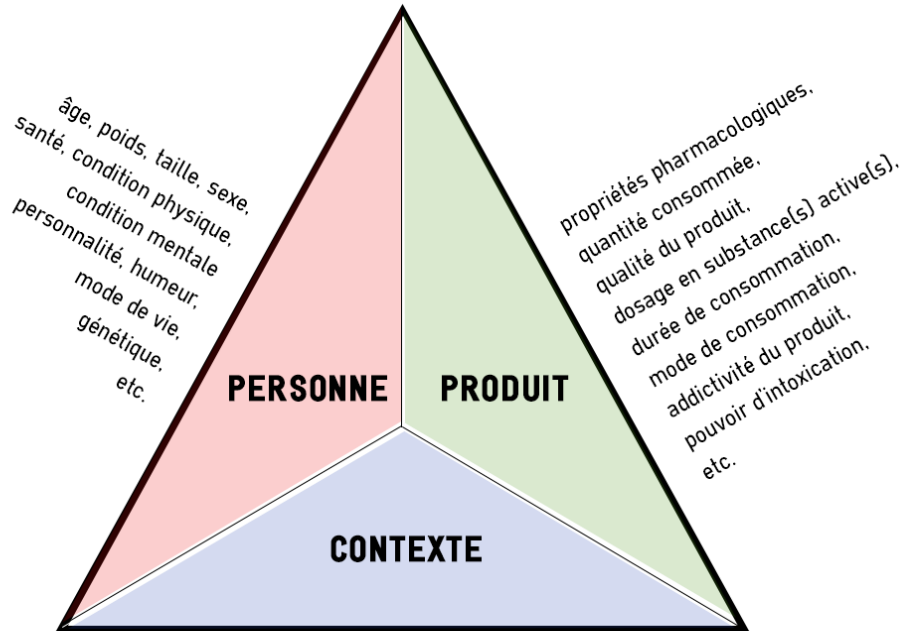 âge, poids, taille, sexe,
santé, condition physique,
condition mentale
personnalité, humeur,
mode de vie,
génétique,
etc.
propriétés pharmacologiques,
quantité consommée,
qualité du produit,
dosage en substance(s) active(s),
durée de consommation,
mode de consommation,
addictivité du produit,
pouvoir d'intoxication,
etc.
PERSONNE
PRODUIT
CONTEXTE